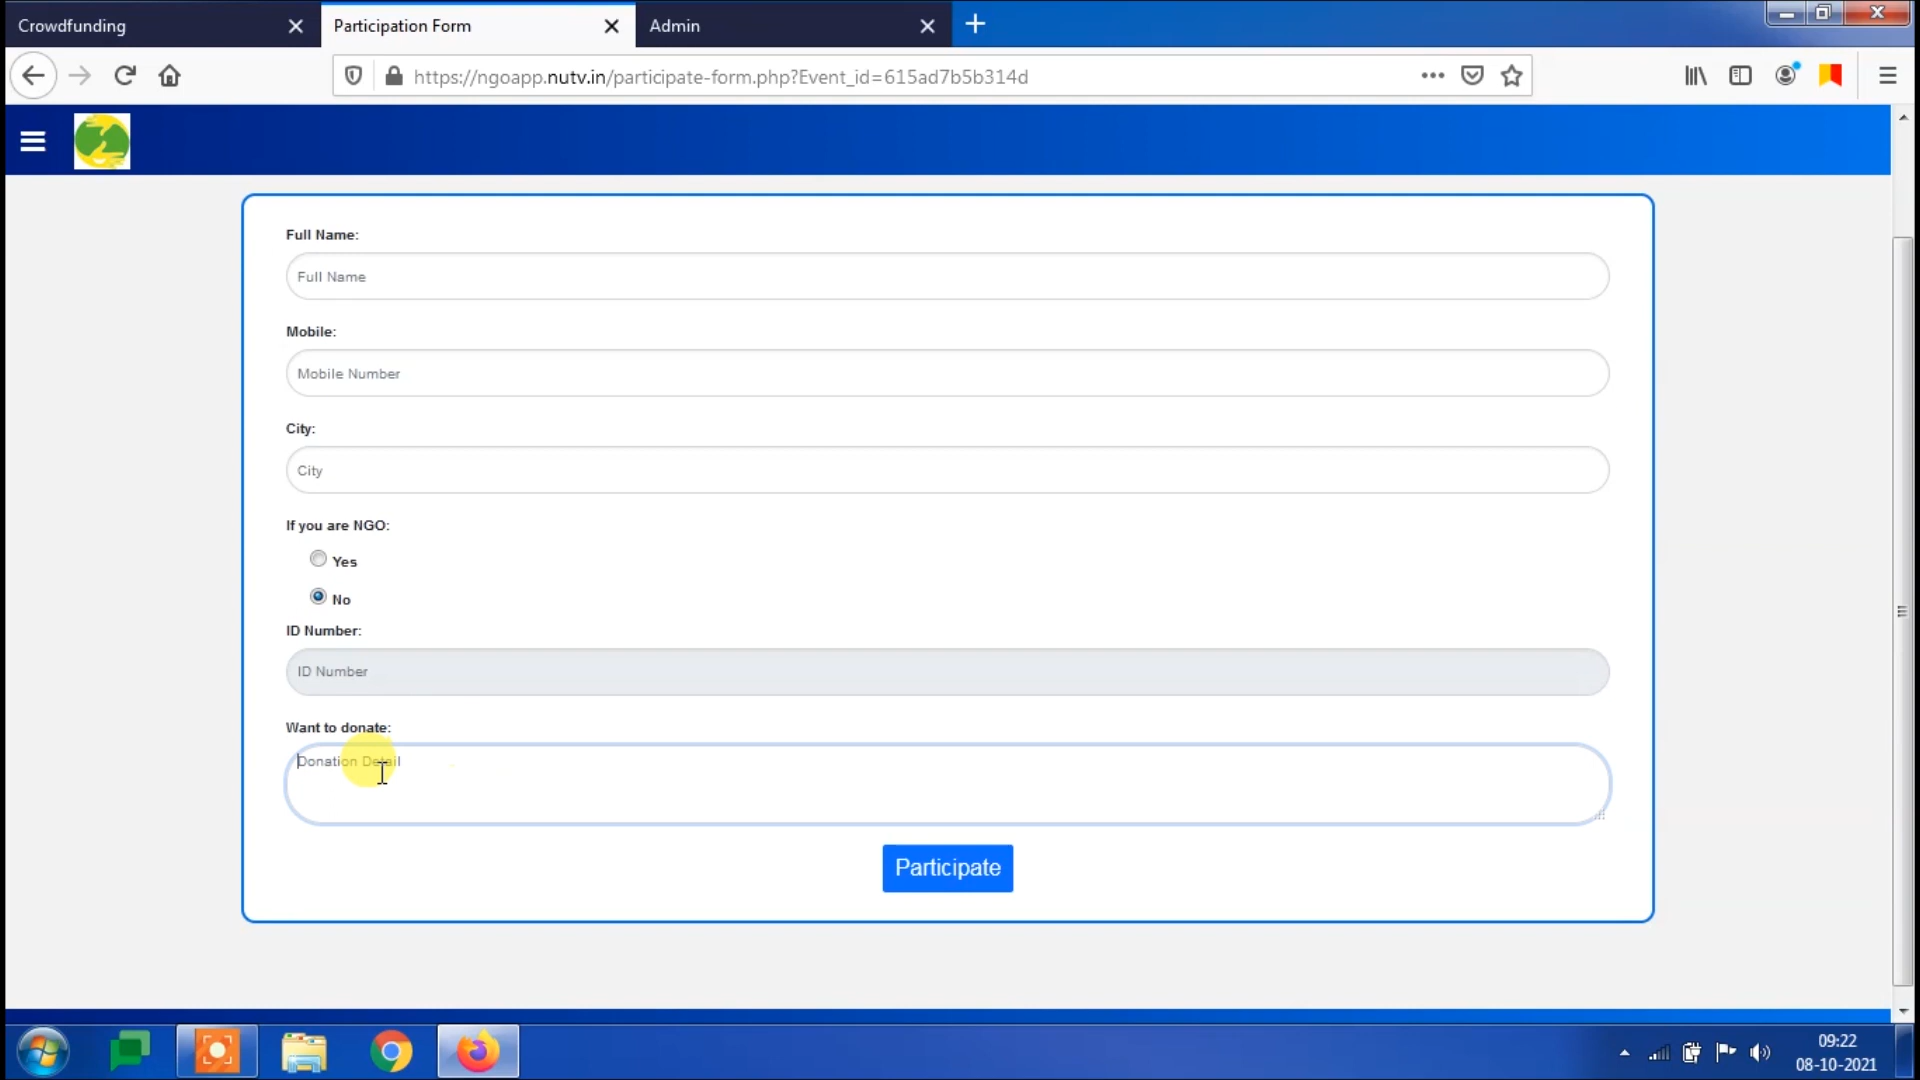 Crowdfunding
Participation Form
Admin
https://ngoapp.nutv.in/participate-form.php?Event_id=615ad7b5b314d
Full Name:
Full Name
Mobile:
Mobile Number
City:
City
If you are NGO:
Yes
No
ID Number:
ID Number
Want to donate:
Donation Detail
Participate
09:22
08-10-2021